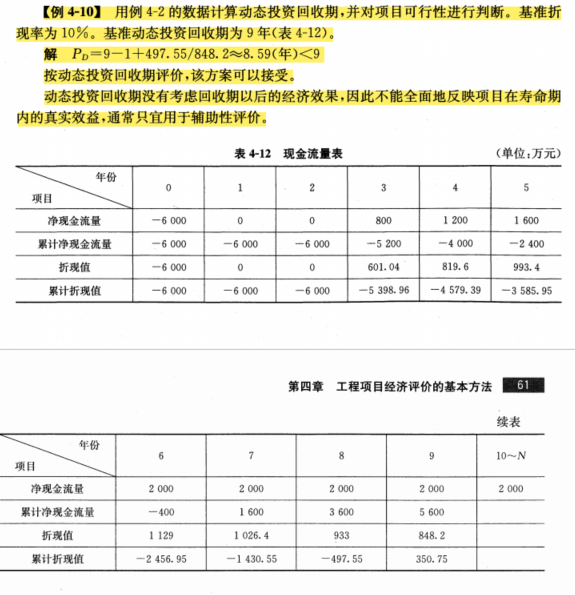 【例 4-10】 用例 4-2 的数据计算动态投资回收期,并对项目可行性进行判断。基准折
现率为 10%。基准动态投资回收期为 9 年(表 4-12)。
解 P_D=9-1+497.55/848.2≈8.59(年)<9
按动态投资回收期评价,该方案可以接受。
动态投资回收期没有考虑回收期以后的经济效果,因此不能全面地反映项目在寿命期
内的真实效益,通常只宜用于辅助性评价。
表 4-12 现金流量表 (单位:万元)
年份
项目 0 1 2 3 4 5
净现金流量 -6 000 0 0 800 1 200 1 600
累计净现金流量 -6 000 -6 000 -6 000 -5 200 -4 000 -2 400
折现值 -6 000 0 0 601.04 819.6 993.4
累计折现值 -6 000 -6 000 -6 000 -5 398.96 -4 579.39 -3 585.95
第四章 工程项目经济评价的基本方法 61
续表
年份
项目 6 7 8 9 10~N
净现金流量 2 000 2 000 2 000 2 000 2 000
累计净现金流量 -400 1 600 3 600 5 600
折现值 1 129 1 026.4 933 848.2
累计折现值 -2 456.95 -1 430.55 -497.55 350.75